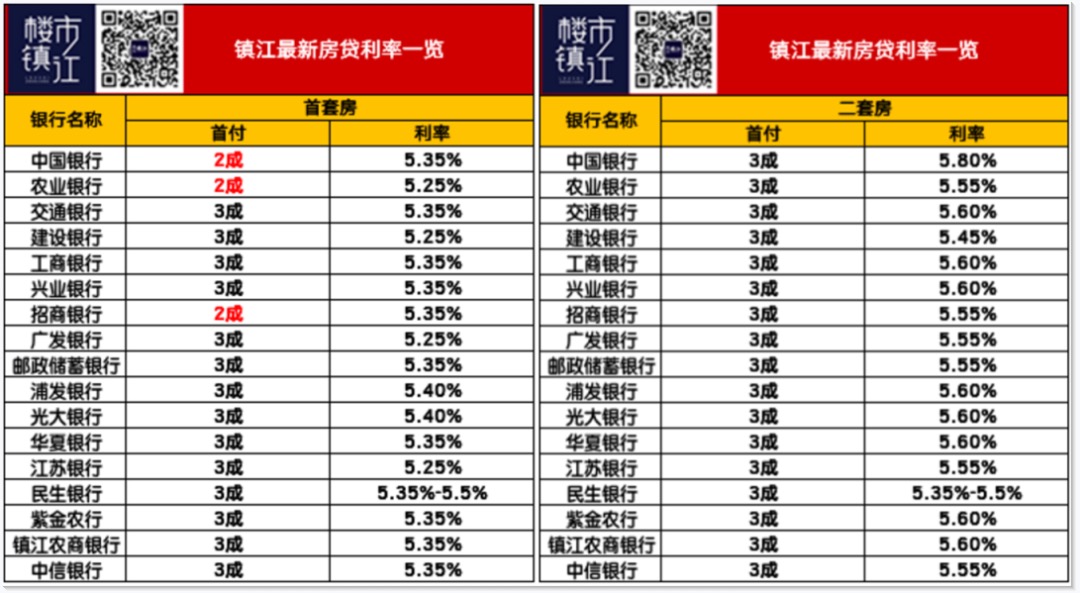 楼市
镇江
镇江最新房贷利率一览
银行名称 首套房
首付 利率
中国银行 2成 5.35%
农业银行 2成 5.25%
交通银行 3成 5.35%
建设银行 3成 5.25%
工商银行 3成 5.35%
兴业银行 3成 5.35%
招商银行 2成 5.35%
广发银行 3成 5.25%
邮政储蓄银行 3成 5.35%
浦发银行 3成 5.40%
光大银行 3成 5.40%
华夏银行 3成 5.35%
江苏银行 3成 5.25%
民生银行 3成 5.35%-5.5%
紫金农行 3成 5.35%
镇江农商银行 3成 5.35%
中信银行 3成 5.35%
楼市
镇江
镇江最新房贷利率一览
银行名称 二套房
首付 利率
中国银行 3成 5.80%
农业银行 3成 5.55%
交通银行 3成 5.60%
建设银行 3成 5.45%
工商银行 3成 5.60%
兴业银行 3成 5.60%
招商银行 3成 5.55%
广发银行 3成 5.55%
邮政储蓄银行 3成 5.55%
浦发银行 3成 5.60%
光大银行 3成 5.60%
华夏银行 3成 5.60%
江苏银行 3成 5.55%
民生银行 3成 5.35%-5.5%
紫金农行 3成 5.60%
镇江农商银行 3成 5.60%
中信银行 3成 5.55%